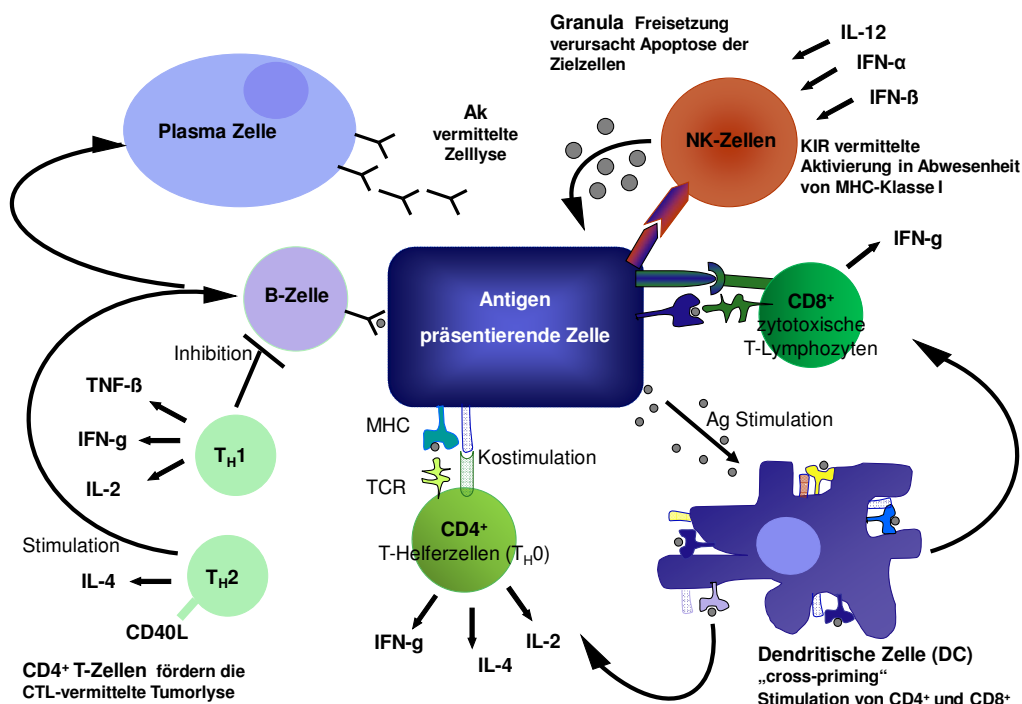 Granula Freisetzung
verursacht Apoptose der
Zielzellen
IL-12
IFN-α
IFN-ß
Plasma Zelle
Ak
vermittelte
Zelllyse
NK-Zellen
KIR vermittelte
Aktivierung in Abwesenheit
von MHC-Klasse I
IFN-g
B-Zelle
Antigen
präsentierende Zelle
CD8⁺
zytotoxische
T-Lymphozyten
Inhibition
TNF-ß
IFN-g
IL-2
T_H1
MHC
Kostimulation
TCR
Ag Stimulation
CD4⁺
T-Helferzellen (T_H0)
Stimulation
IL-4
T_H2
CD40L
IFN-g
IL-4
IL-2
CD4⁺ T-Zellen fördern die
CTL-vermittelte Tumorlyse
Dendritische Zelle (DC)
„cross-priming“
Stimulation von CD4⁺ und CD8⁺